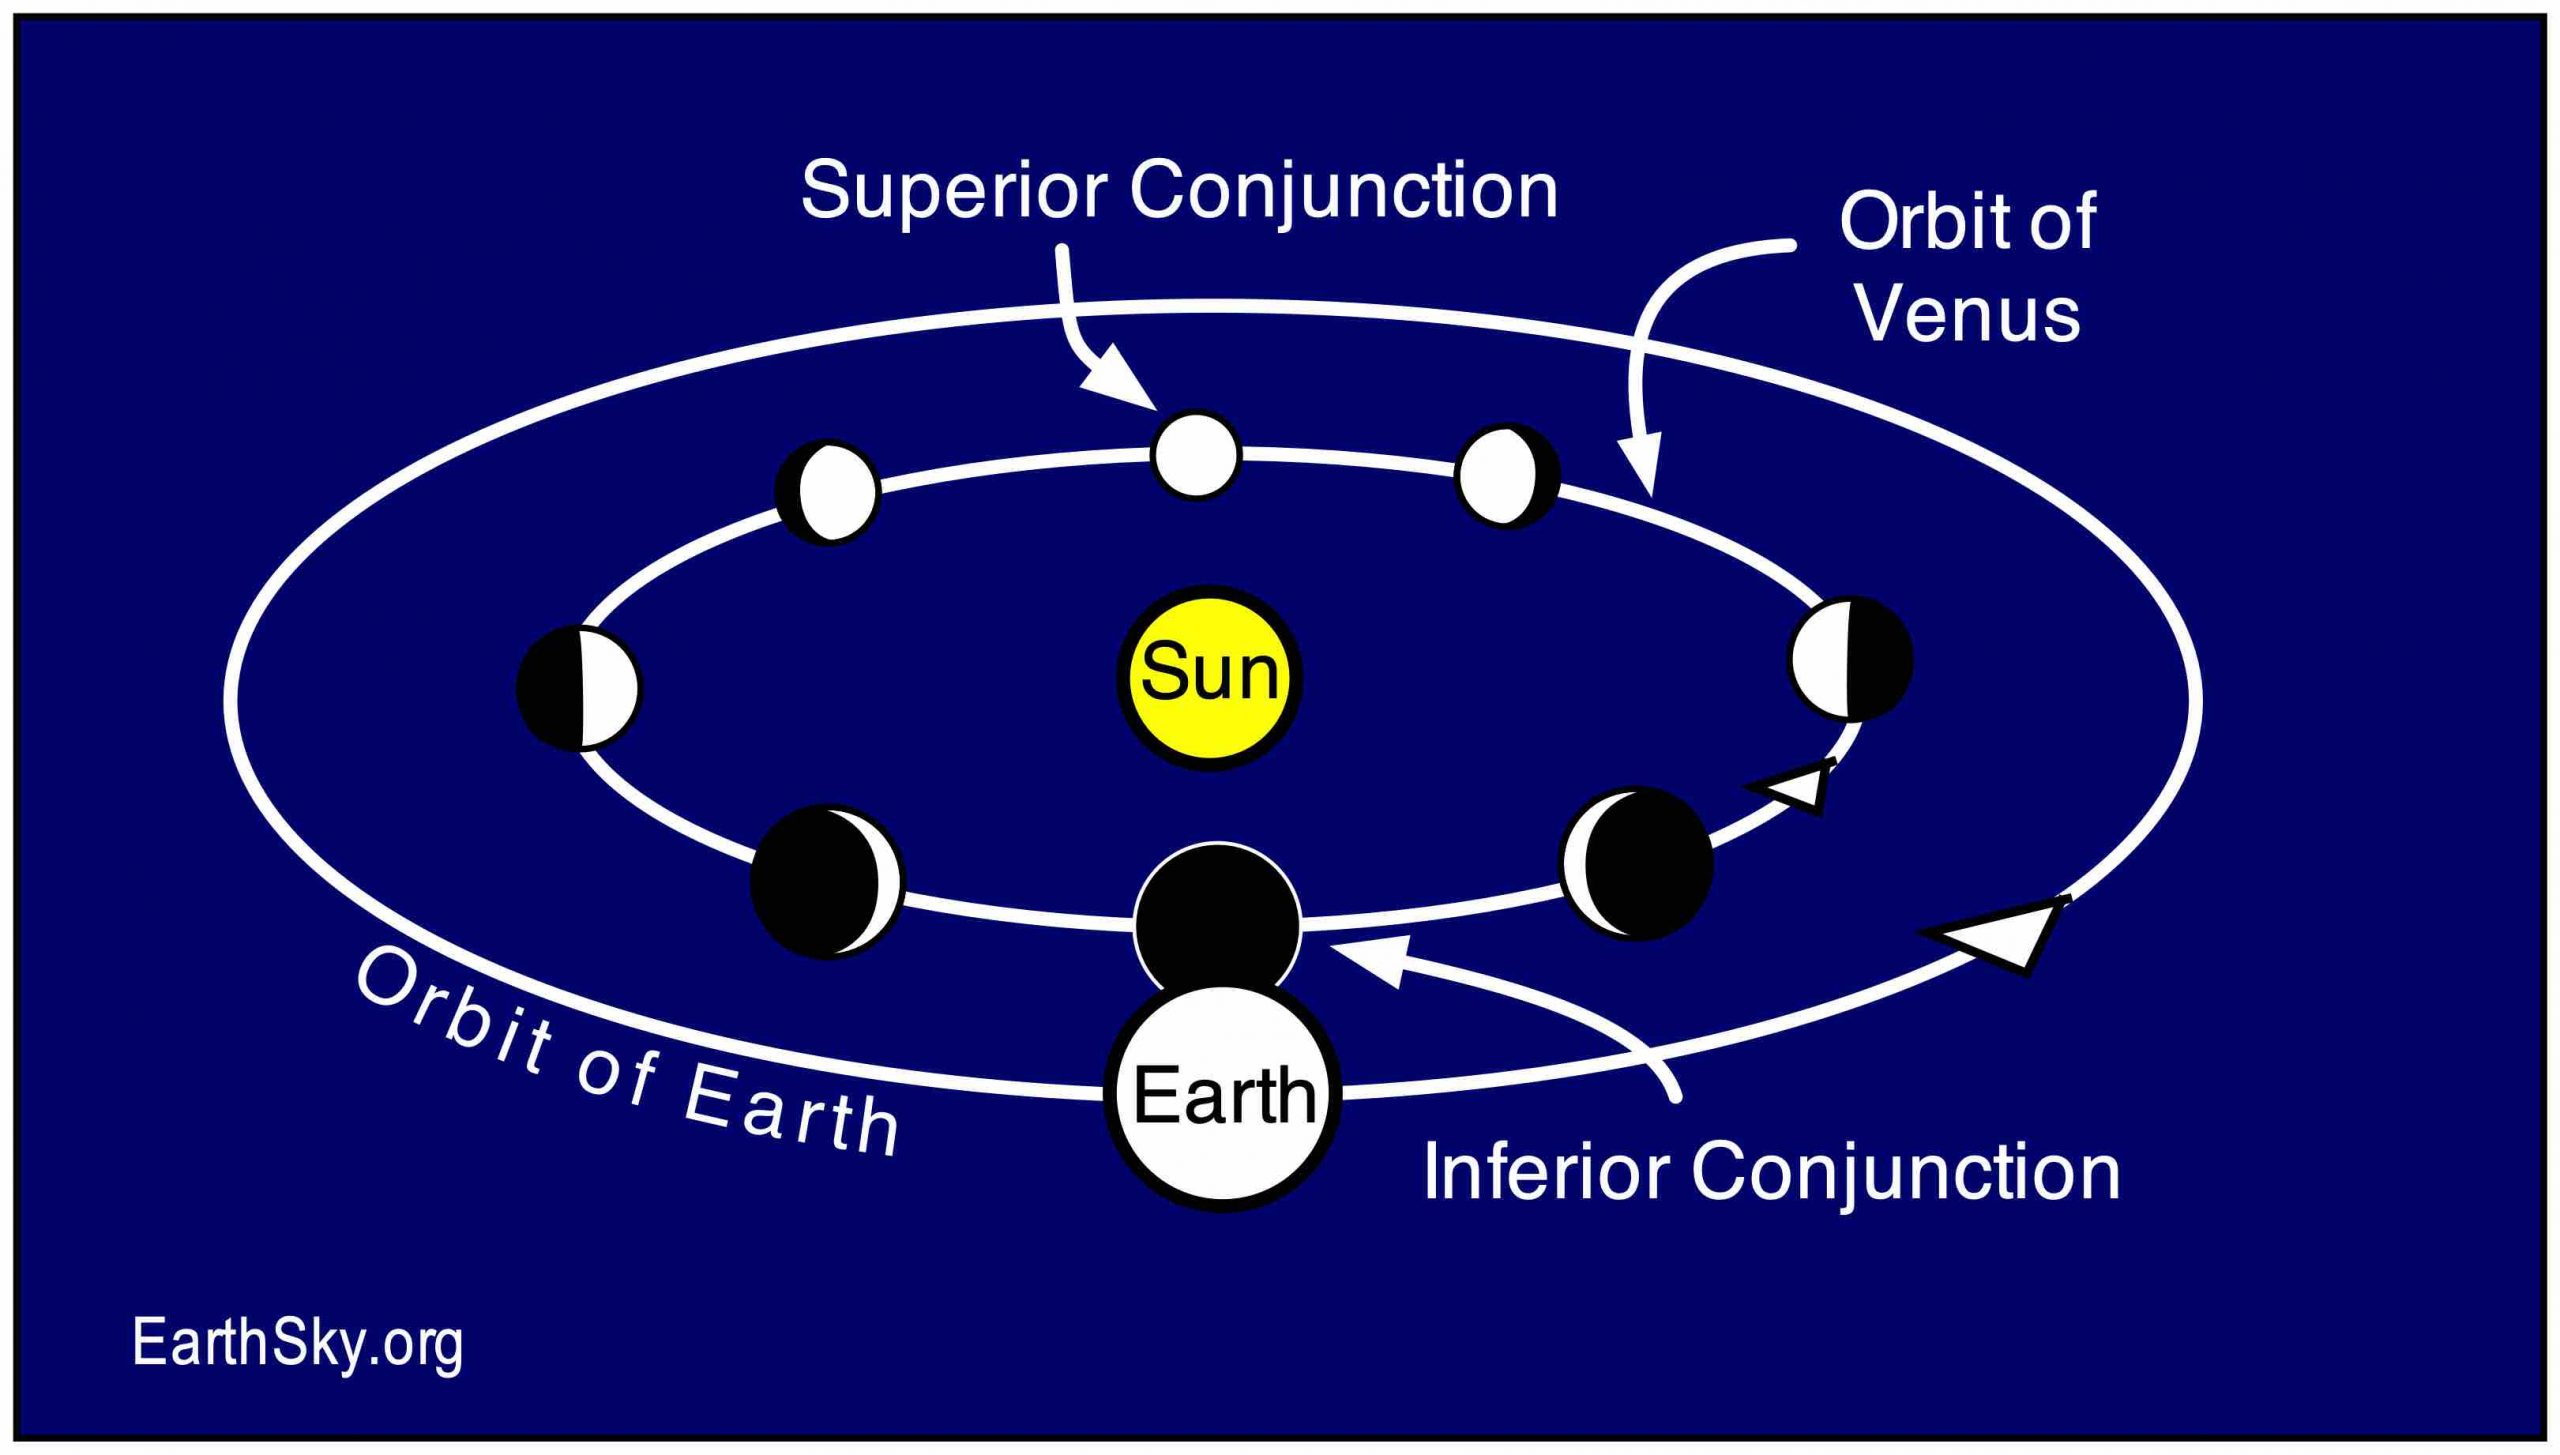 Superior Conjunction
Orbit of
Venus
Sun
Orbit of Earth
Earth
Inferior Conjunction
EarthSky.org